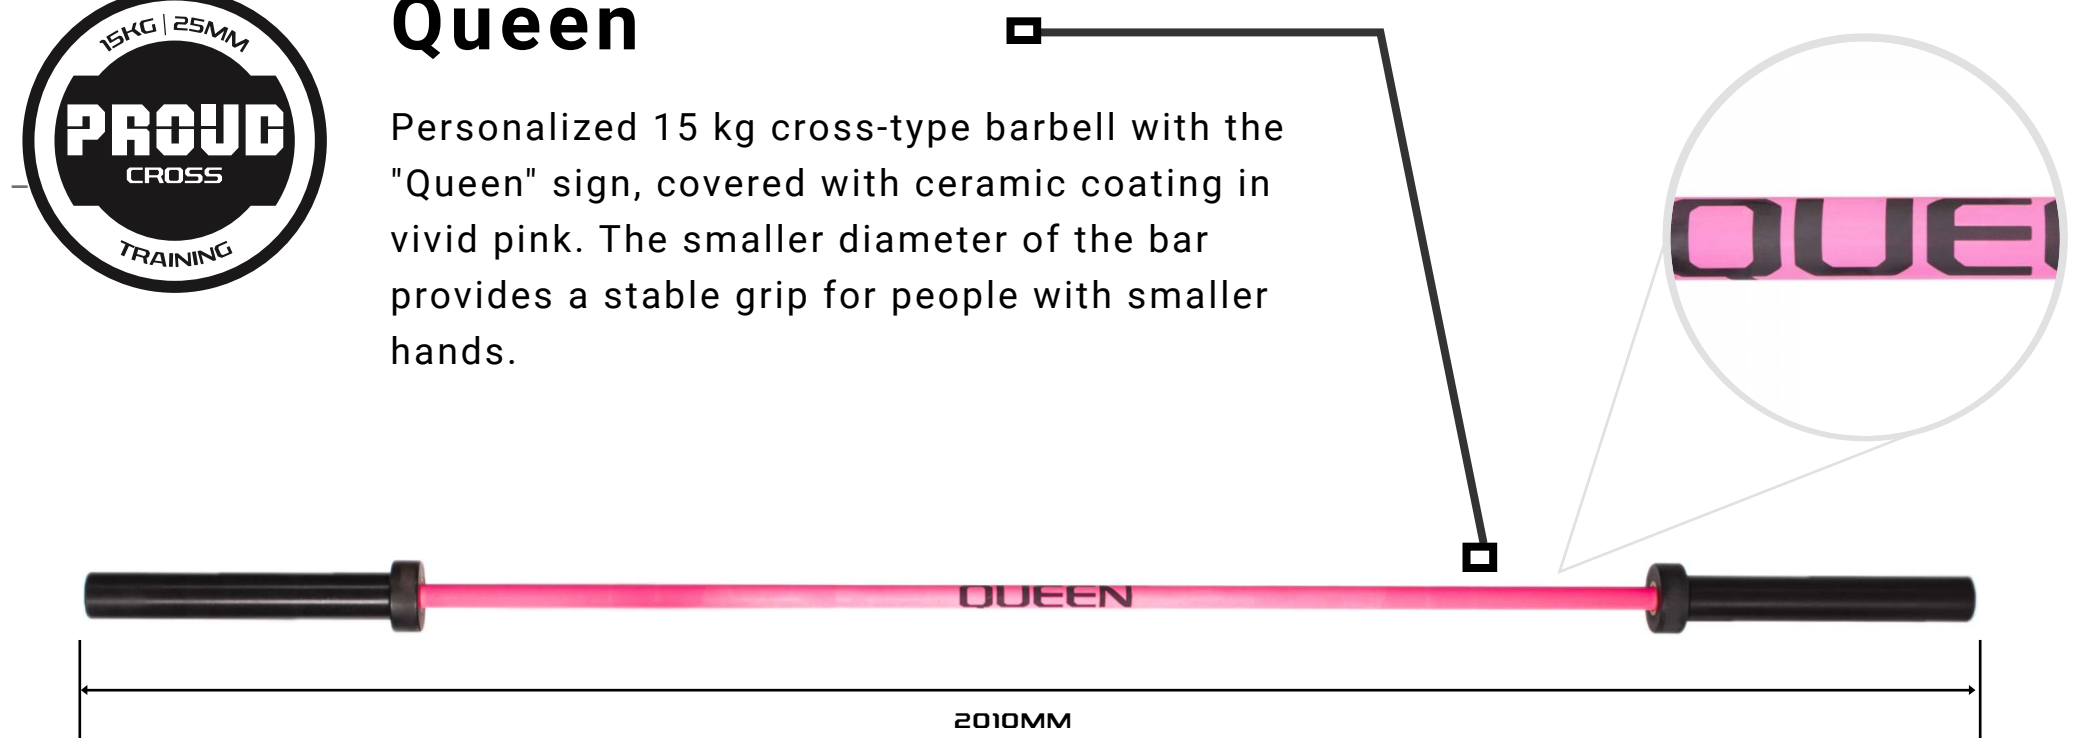 15KG | 25MM
PROUD
CROSS
TRAINING
Queen
Personalized 15 kg cross-type barbell with the
"Queen" sign, covered with ceramic coating in
vivid pink. The smaller diameter of the bar
provides a stable grip for people with smaller
hands.
QUE
QUEEN
2010MM